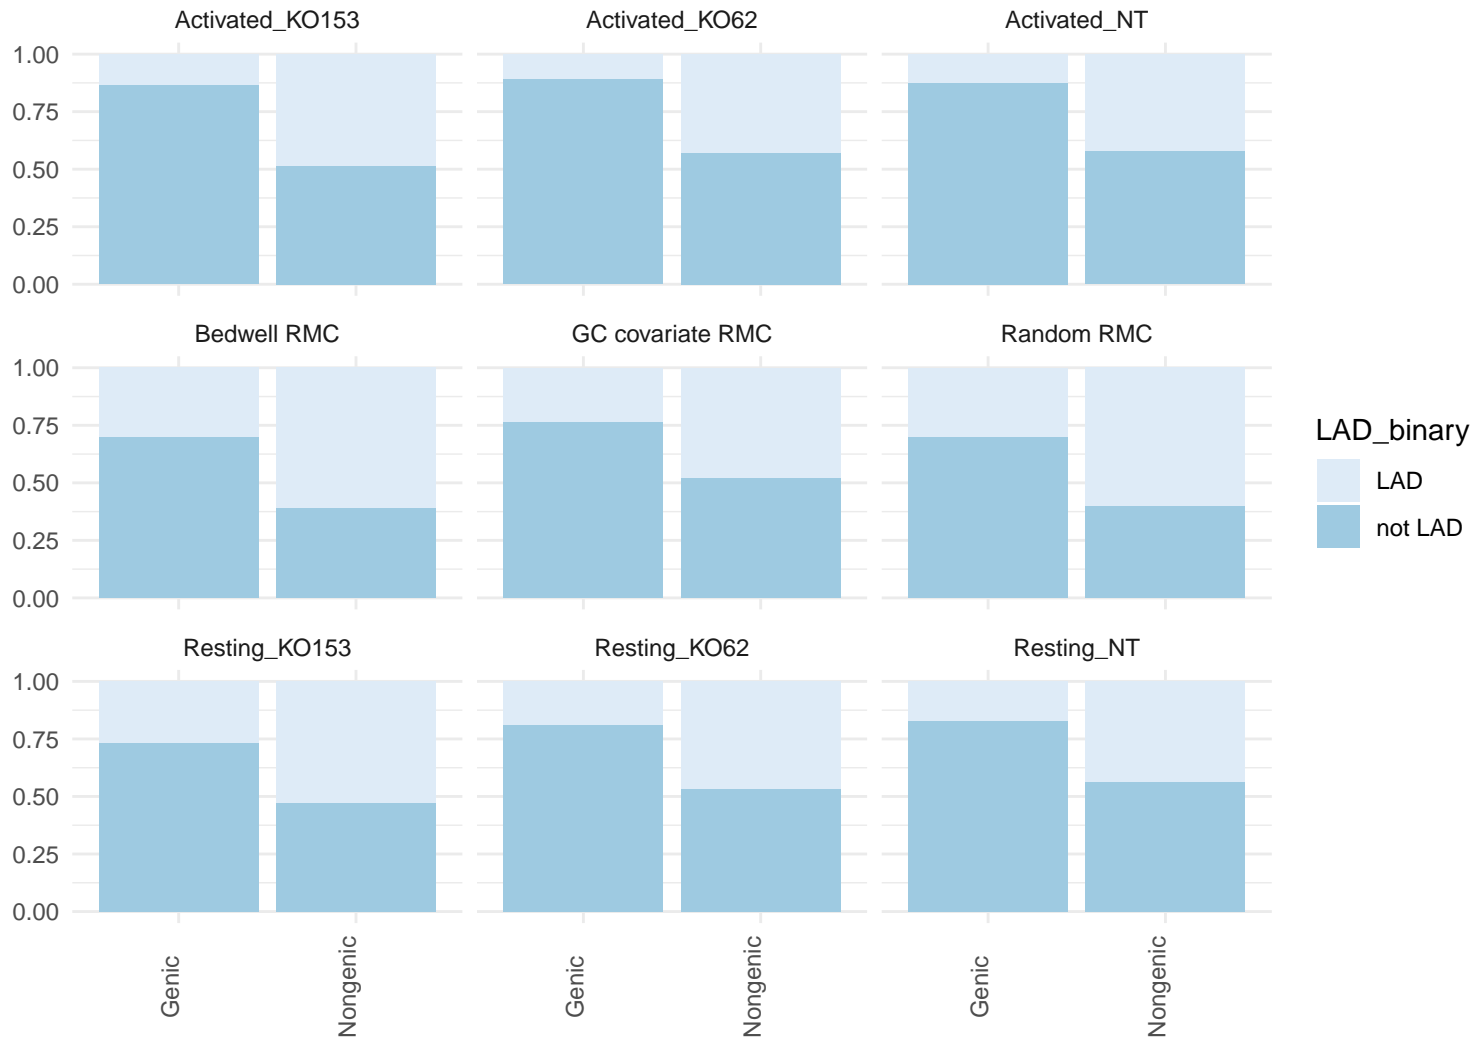 Activated_KO153
Activated_KO62
Activated_NT
1.00
0.75
0.50
0.25
0.00
Bedwell RMC
GC covariate RMC
Random RMC
1.00
0.75
0.50
0.25
0.00
Resting_KO153
Resting_KO62
Resting_NT
1.00
0.75
0.50
0.25
0.00
Genic
Nongenic
Genic
Nongenic
Genic
Nongenic
LAD_binary
LAD
not LAD